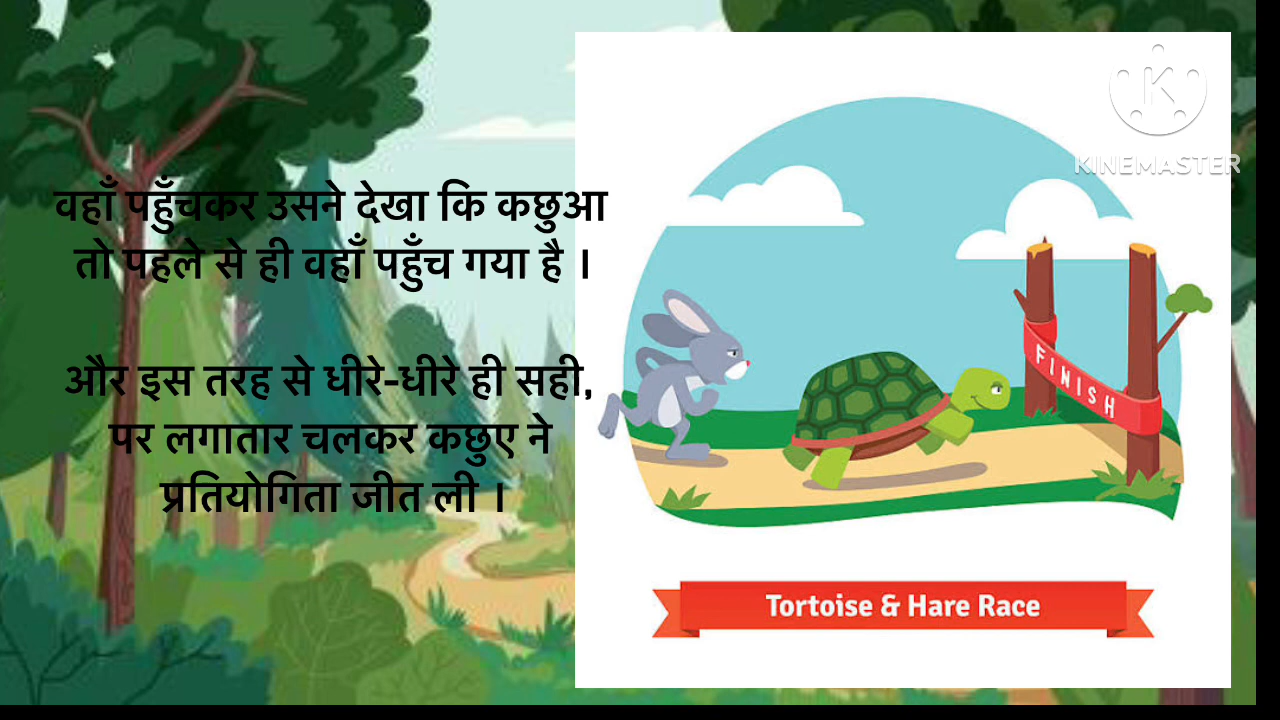 वहाँ पहुँचकर उसने देखा कि कछुआ
तो पहले से ही वहाँ पहुँच गया है ।
और इस तरह से धीरे-धीरे ही सही,
पर लगातार चलकर कछुए ने
प्रतियोगिता जीत ली ।
K
KINEMASTER
FINISH
Tortoise & Hare Race